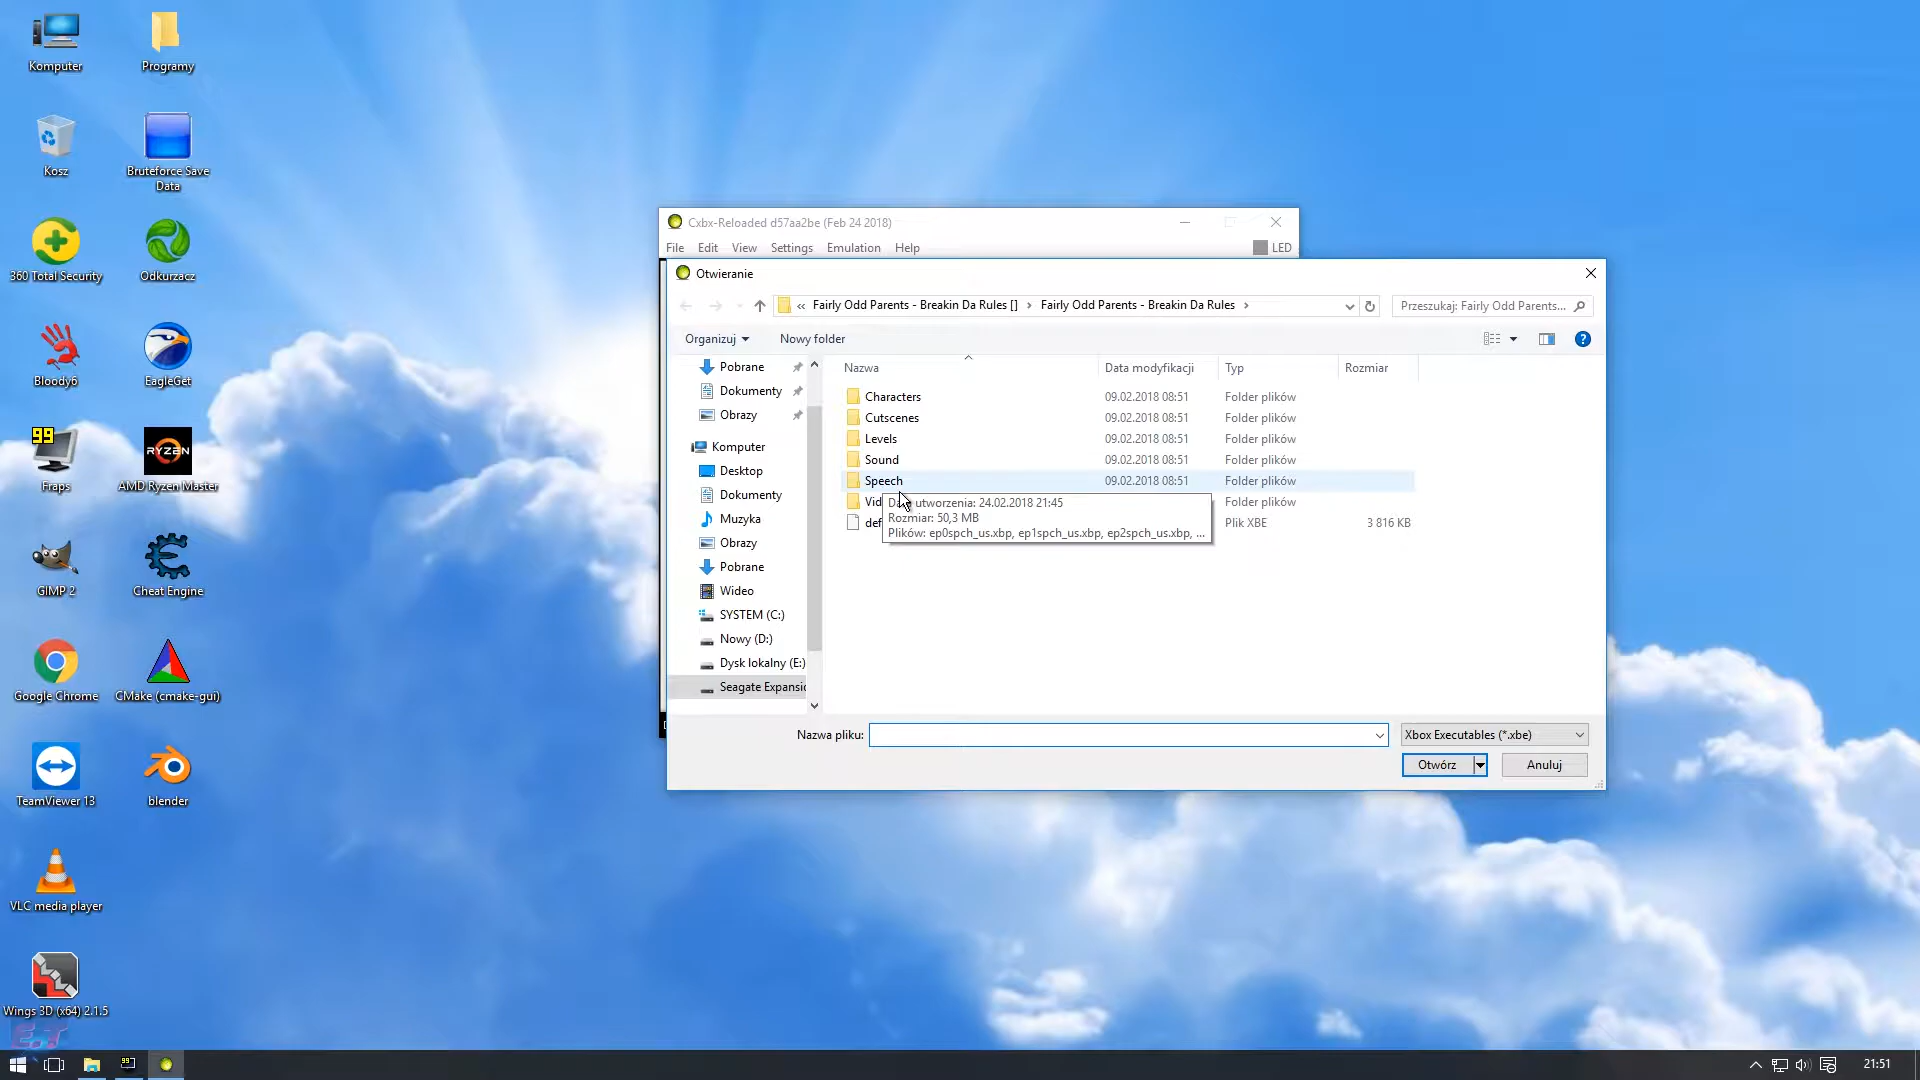 Komputer
Programy
Kosz
Bruteforce Save
Data
360 Total Security
Odkurzacz
Bloody6
EagleGet
99
Fraps
RYZEN
AMD Ryzen Master
GIMP 2
Cheat Engine
Google Chrome
CMake (cmake-gui)
TeamViewer 13
blender
VLC media player
Wings 3D (x64) 2.1.5
E.T
Cxbx-Reloaded d57aa2be (Feb 24 2018)
File Edit View Settings Emulation Help LED
Otwieranie
« Fairly Odd Parents - Breakin Da Rules [] › Fairly Odd Parents - Breakin Da Rules ›
Przeszukaj: Fairly Odd Parents...
Organizuj Nowy folder
Pobrane
Dokumenty
Obrazy
Komputer
Desktop
Dokumenty
Muzyka
Obrazy
Pobrane
Wideo
SYSTEM (C:)
Nowy (D:)
Dysk lokalny (E:)
Seagate Expansio
Nazwa Data modyfikacji Typ Rozmiar
Characters 09.02.2018 08:51 Folder plików
Cutscenes 09.02.2018 08:51 Folder plików
Levels 09.02.2018 08:51 Folder plików
Sound 09.02.2018 08:51 Folder plików
Speech 09.02.2018 08:51 Folder plików
Vid Folder plików
def Plik XBE 3 816 KB
utworzenia: 24.02.2018 21:45
Rozmiar: 50,3 MB
Plików: ep0spch_us.xbp, ep1spch_us.xbp, ep2spch_us.xbp, ...
Nazwa pliku:
Xbox Executables (*.xbe)
Otwórz
Anuluj
99
21:51